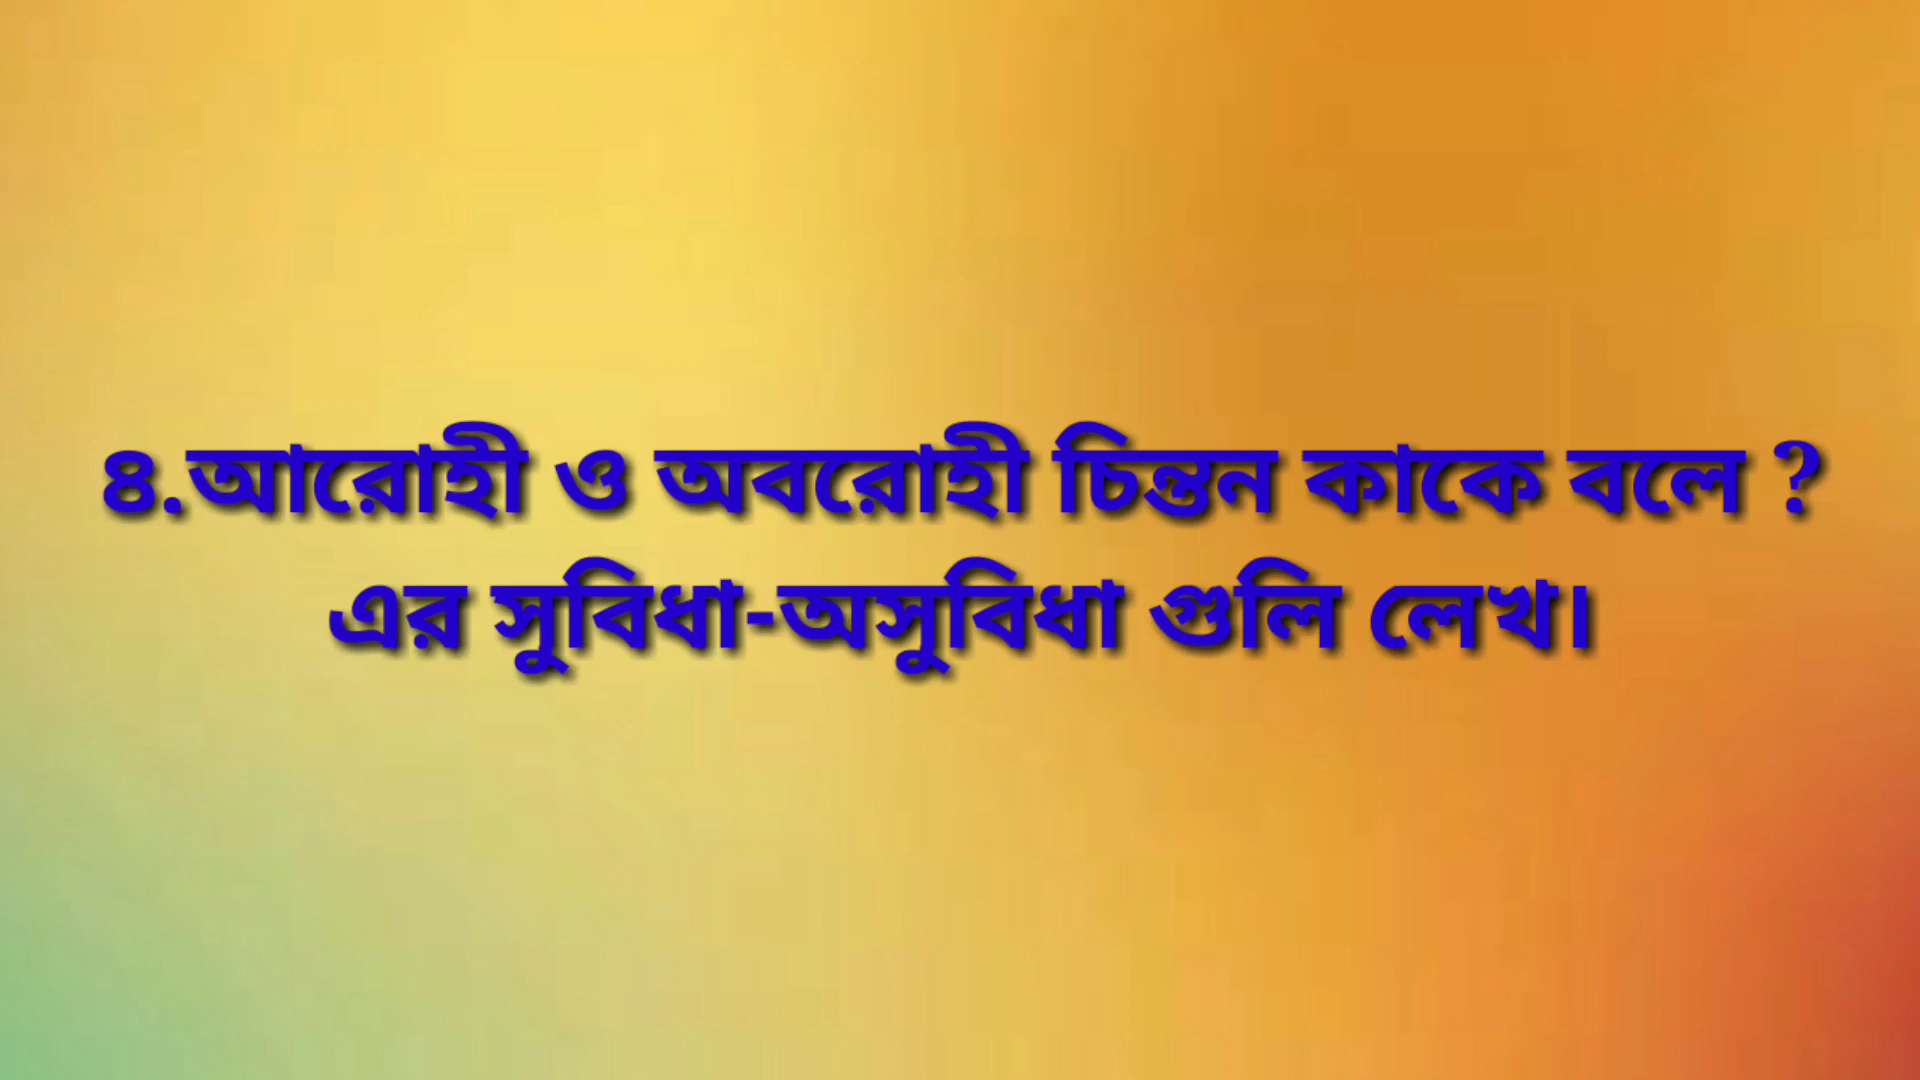 ৪.আরোহী ও অবরোহী চিন্তন কাকে বলে ?
এর সুবিধা-অসুবিধা গুলি লেখ।